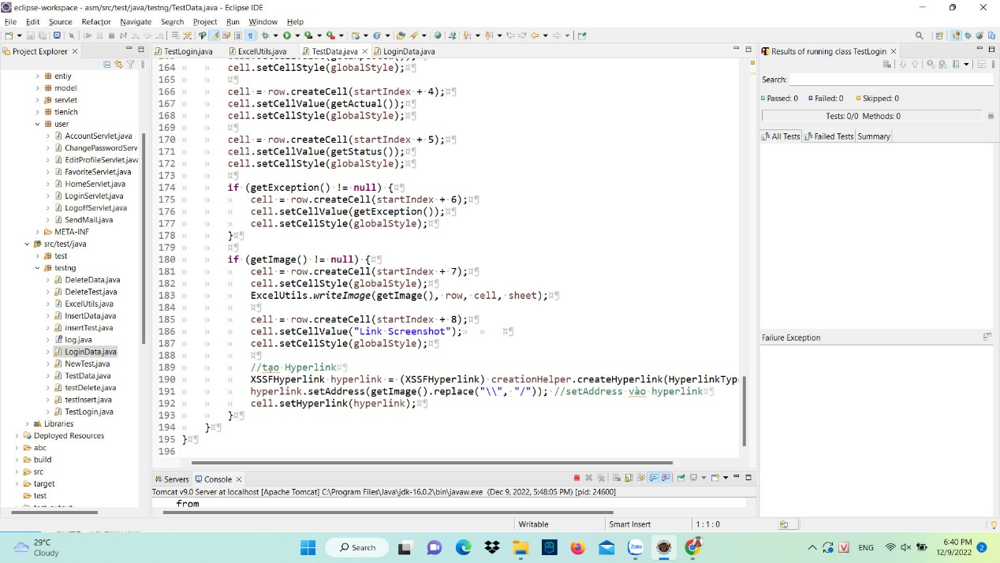 eclipse-workspace - asm/src/test/java/testng/TestData.java - Eclipse IDE
File Edit Source Refactor Navigate Search Project Run Window Help
Project Explorer
entiy
model
servlet
tienich
user
AccountServlet.java
ChangePasswordServ
EditProfileServlet.java
FavoriteServlet.java
HomeServlet.java
LoginServlet.java
LogoffServlet.java
SendMail.java
META-INF
src/test/java
test
testng
DeleteData.java
DeleteTest.java
ExcelUtils.java
InsertData.java
insertTest.java
log.java
LoginData.java
NewTest.java
TestData.java
testDelete.java
testInsert.java
TestLogin.java
Libraries
Deployed Resources
abc
build
src
target
test
TestLogin.java ExcelUtils.java TestData.java LoginData.java
164 cell.setCellStyle(globalStyle);
165
166 cell = row.createCell(startIndex + 4);
167 cell.setCellValue(getActual());
168 cell.setCellStyle(globalStyle);
169
170 cell = row.createCell(startIndex + 5);
171 cell.setCellValue(getStatus());
172 cell.setCellStyle(globalStyle);
173
174 if (getException() != null) {
175 cell = row.createCell(startIndex + 6);
176 cell.setCellValue(getException());
177 cell.setCellStyle(globalStyle);
178 }
179
180 if (getImage() != null) {
181 cell = row.createCell(startIndex + 7);
182 cell.setCellStyle(globalStyle);
183 ExcelUtils.writeImage(getImage(), row, cell, sheet);
184
185 cell = row.createCell(startIndex + 8);
186 cell.setCellValue("Link Screenshot");
187 cell.setCellStyle(globalStyle);
188
189 //tạo Hyperlink
190 XSSFHyperlink hyperlink = (XSSFHyperlink) creationHelper.createHyperlink(HyperlinkType
191 hyperlink.setAddress(getImage().replace("\\", "/")); //setAddress vào hyperlink
192 cell.setHyperlink(hyperlink);
193 }
194 }
195 }
196
Servers Console
Tomcat v9.0 Server at localhost [Apache Tomcat] C:\Program Files\Java\jdk-16.0.2\bin\javaw.exe (Dec 9, 2022, 5:48:05 PM) [pid: 24600]
from
Results of running class TestLogin
Search:
Passed: 0 Failed: 0 Skipped: 0
Tests: 0/0 Methods: 0
All Tests Failed Tests Summary
Failure Exception
Writable Smart Insert 1 : 1 : 0
29°C
Cloudy
Search
Zalo
ENG
6:40 PM
12/9/2022
2